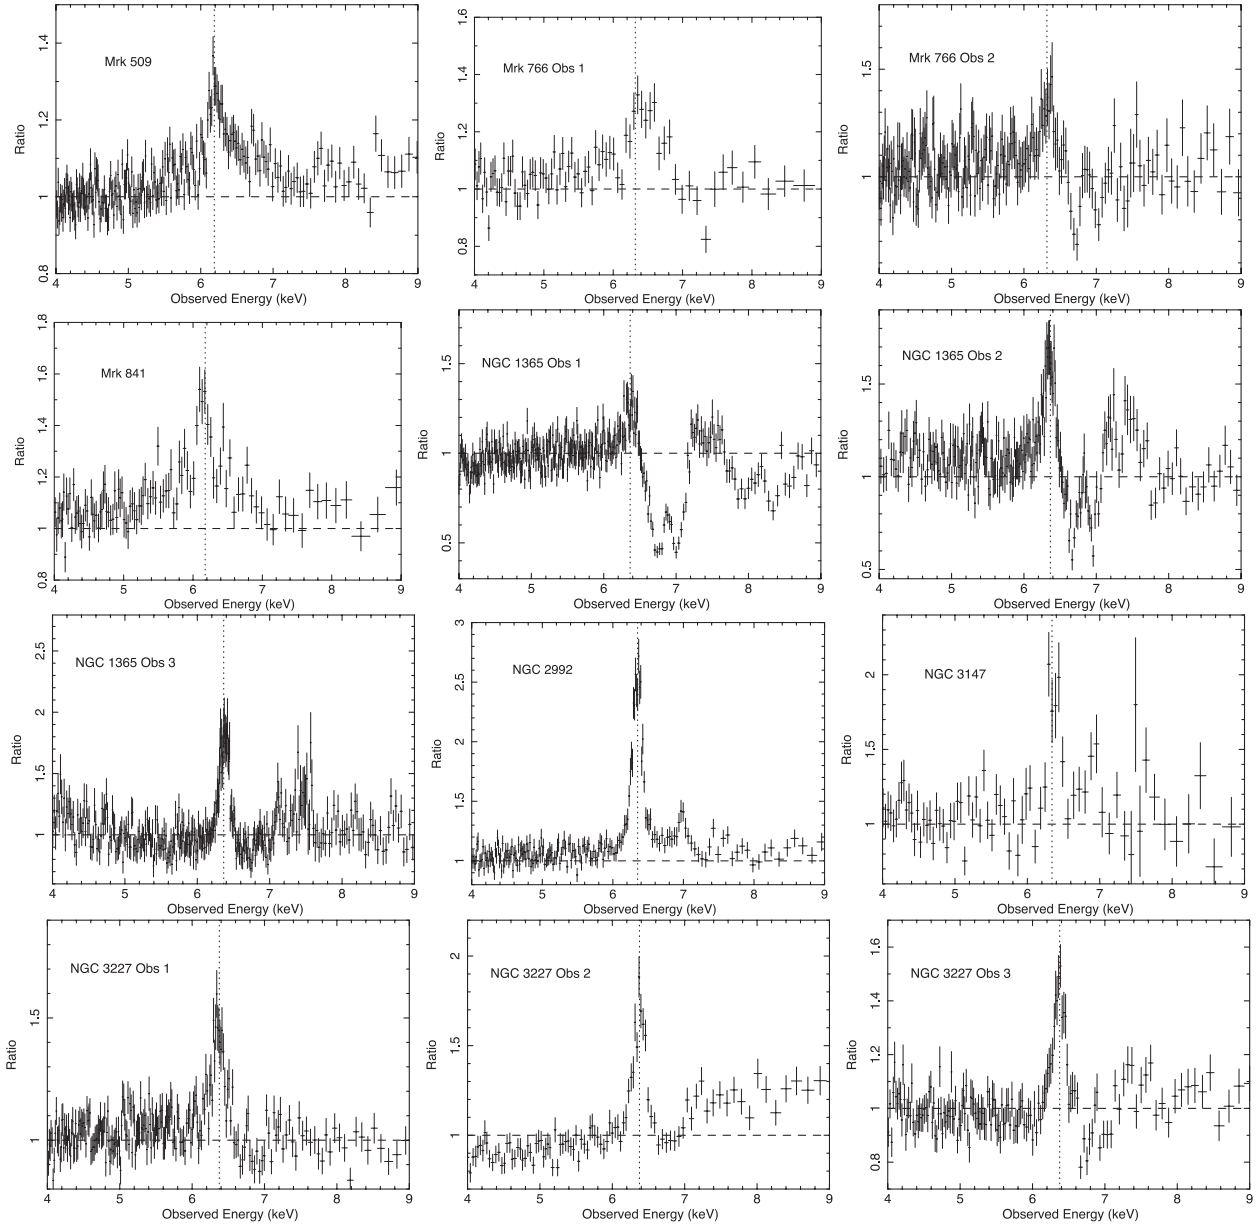 Mrk 509
Ratio
0.8 1 1.2 1.4
4 5 6 7 8 9
Observed Energy (keV)
Mrk 766 Obs 1
Ratio
0.8 1 1.2 1.4 1.6
4 5 6 7 8 9
Observed Energy (keV)
Mrk 766 Obs 2
Ratio
1 1.5
4 5 6 7 8 9
Observed Energy (keV)
Mrk 841
Ratio
0.8 1 1.2 1.4 1.6 1.8
4 5 6 7 8 9
Observed Energy (keV)
NGC 1365 Obs 1
Ratio
0.5 1 1.5
4 5 6 7 8 9
Observed Energy (keV)
NGC 1365 Obs 2
Ratio
0.5 1 1.5
4 5 6 7 8 9
Observed Energy (keV)
NGC 1365 Obs 3
Ratio
1 1.5 2 2.5
4 5 6 7 8 9
Observed Energy (keV)
NGC 2992
Ratio
1 1.5 2 2.5 3
4 5 6 7 8 9
Observed Energy (keV)
NGC 3147
Ratio
1 1.5 2
4 5 6 7 8 9
Observed Energy (keV)
NGC 3227 Obs 1
Ratio
1 1.5
4 5 6 7 8 9
Observed Energy (keV)
NGC 3227 Obs 2
Ratio
1 1.5 2
4 5 6 7 8 9
Observed Energy (keV)
NGC 3227 Obs 3
Ratio
0.8 1 1.2 1.4 1.6
4 5 6 7 8 9
Observed Energy (keV)